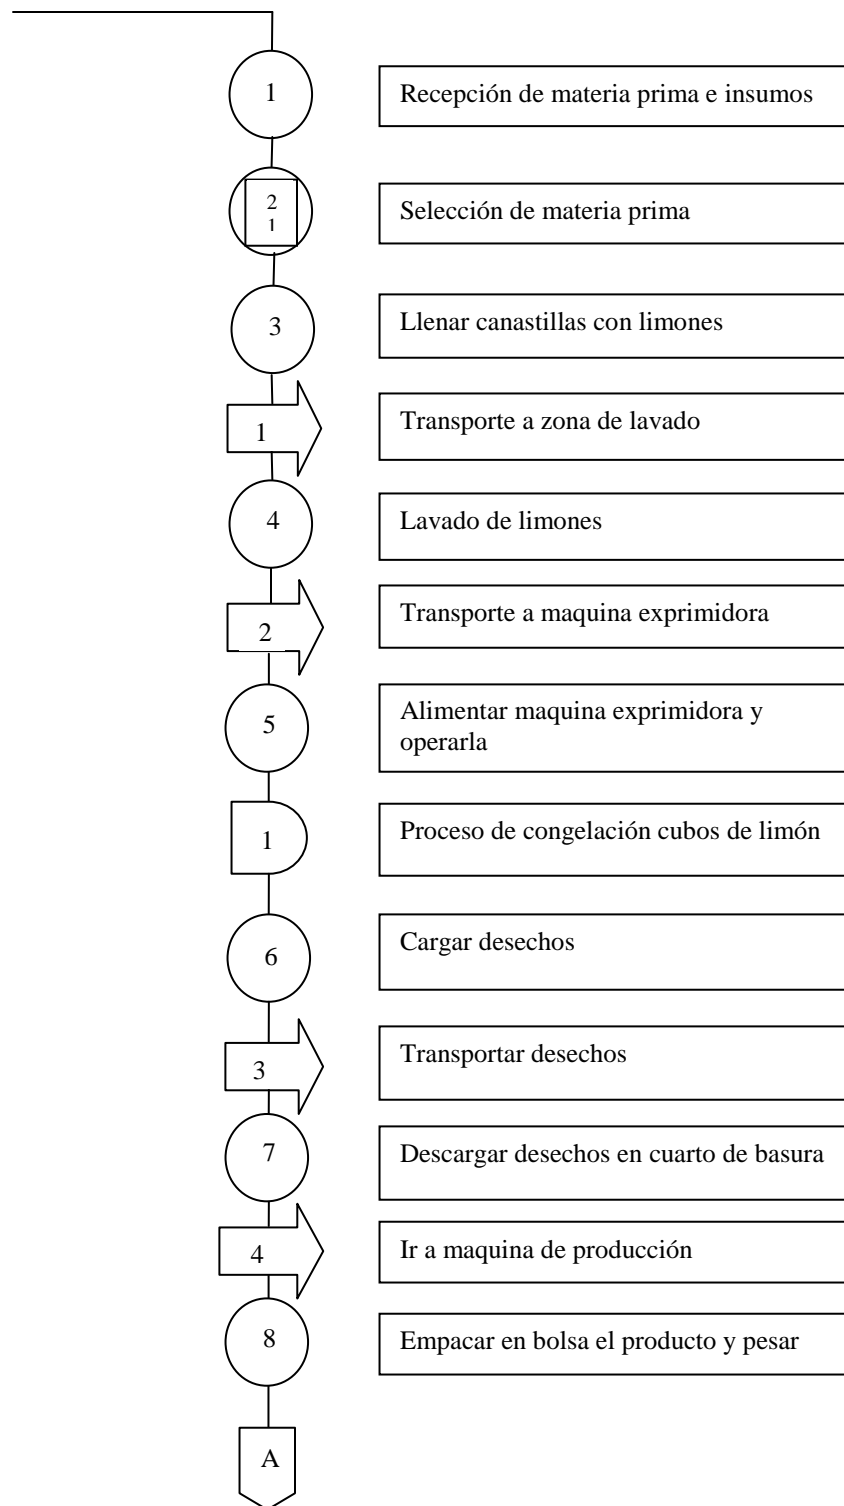 1
Recepción de materia prima e insumos
2
1
Selección de materia prima
3
Llenar canastillas con limones
1
Transporte a zona de lavado
4
Lavado de limones
2
Transporte a maquina exprimidora
5
Alimentar maquina exprimidora y
operarla
1
Proceso de congelación cubos de limón
6
Cargar desechos
3
Transportar desechos
7
Descargar desechos en cuarto de basura
4
Ir a maquina de producción
8
Empacar en bolsa el producto y pesar
A